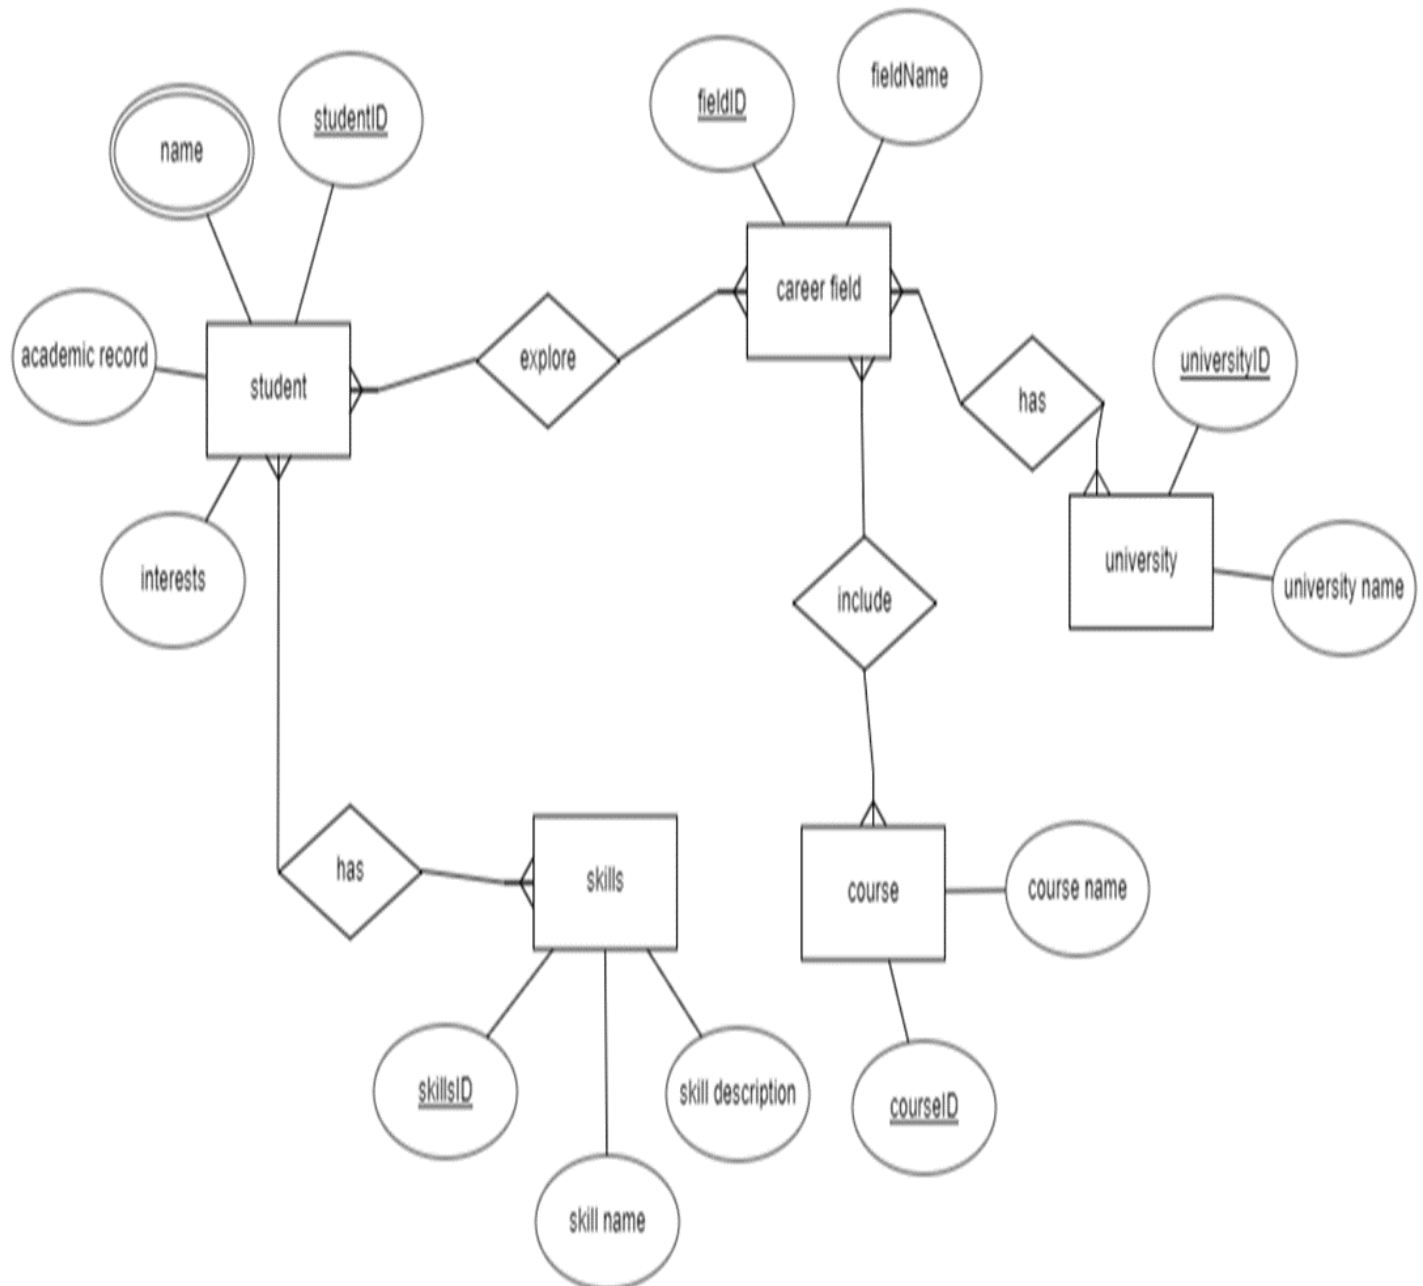 fieldName
fieldID
studentID
name
career field
academic record
student
explore
universityID
has
university
university name
interests
include
has
skills
course
course name
skillsID
skill description
courseID
skill name